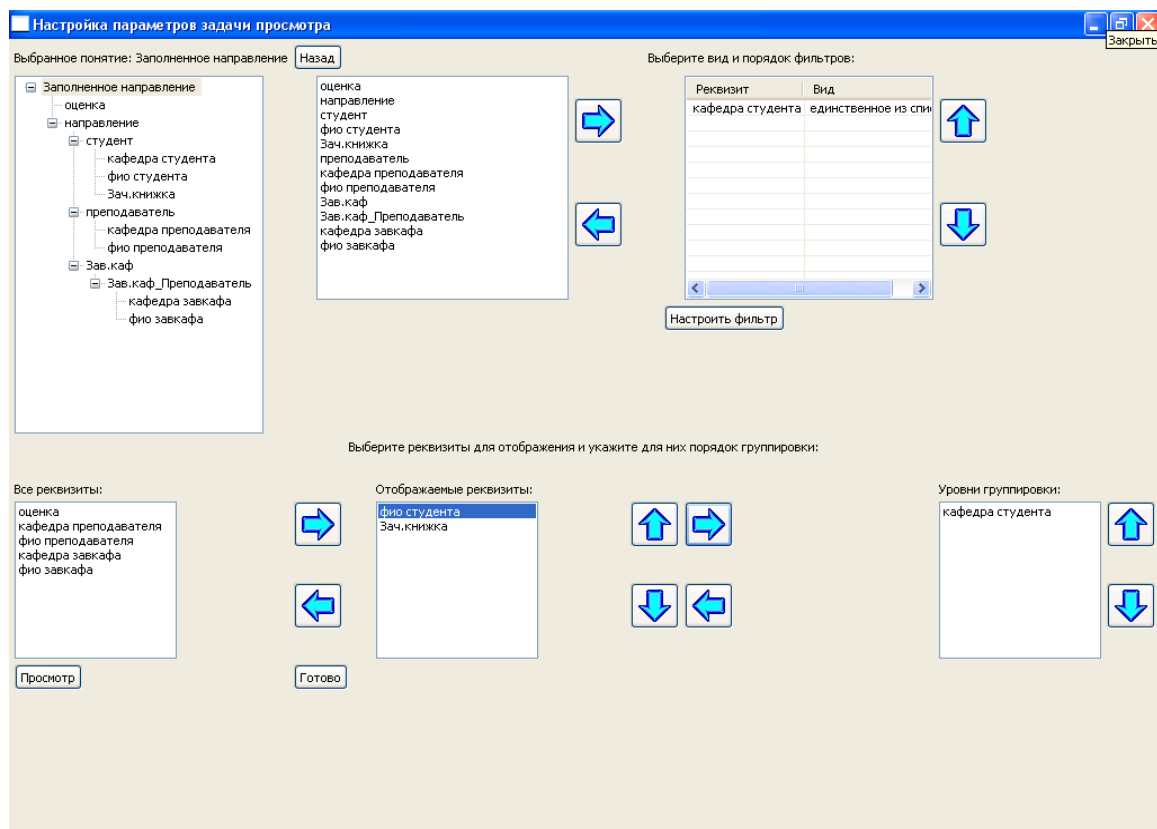 Настройка параметров задачи просмотра
Закрыть
Выбранное понятие: Заполненное направление
Назад
Выберите вид и порядок фильтров:
Заполненное направление
оценка
направление
студент
кафедра студента
фио студента
Зач.книжка
преподаватель
кафедра преподавателя
фио преподавателя
Зав.каф
Зав.каф_Преподаватель
кафедра завкафа
фио завкафа
оценка
направление
студент
фио студента
Зач.книжка
преподаватель
кафедра преподавателя
фио преподавателя
Зав.каф
Зав.каф_Преподаватель
кафедра завкафа
фио завкафа
Реквизит Вид
кафедра студента единственное из спи
Настроить фильтр
Выберите реквизиты для отображения и укажите для них порядок группировки:
Все реквизиты:
оценка
кафедра преподавателя
фио преподавателя
кафедра завкафа
фио завкафа
Отображаемые реквизиты:
фио студента
Зач.книжка
Уровни группировки:
кафедра студента
Просмотр
Готово